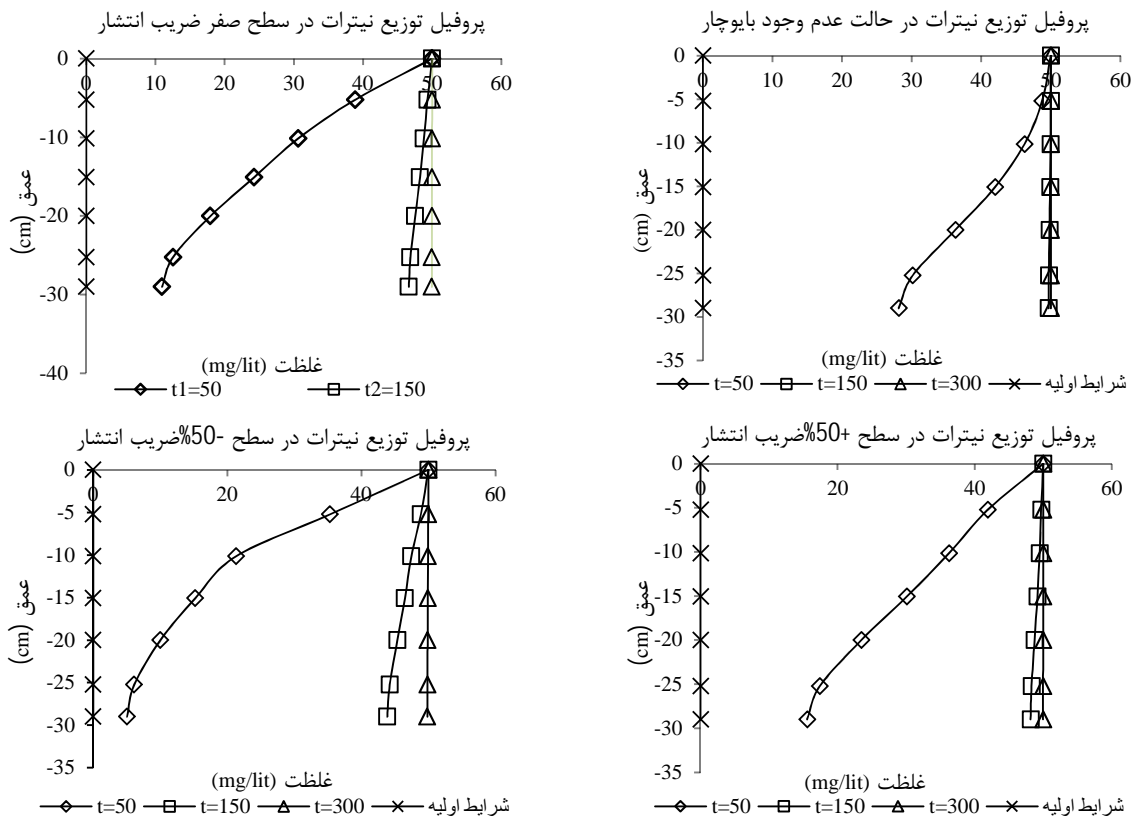 پروفیل توزیع نیترات در سطح صفر ضریب انتشار
0 10 20 30 40 50 60
0
-10
-20
-30
-40
عمق (cm)
غلظت (mg/lit)
t1=50 t2=150
پروفیل توزیع نیترات در حالت عدم وجود بایوچار
0 10 20 30 40 50 60
0
-5
-10
-15
-20
-25
-30
-35
عمق (cm)
غلظت (mg/lit)
t=50 t=150 t=300 شرایط اولیه
پروفیل توزیع نیترات در سطح -50%ضریب انتشار
0 20 40 60
0
-5
-10
-15
-20
-25
-30
-35
عمق (cm)
غلظت (mg/lit)
t=50 t=150 t=300 شرایط اولیه
پروفیل توزیع نیترات در سطح +50%ضریب انتشار
0 20 40 60
0
-5
-10
-15
-20
-25
-30
-35
عمق (cm)
غلظت (mg/lit)
t=50 t=150 t=300 شرایط اولیه